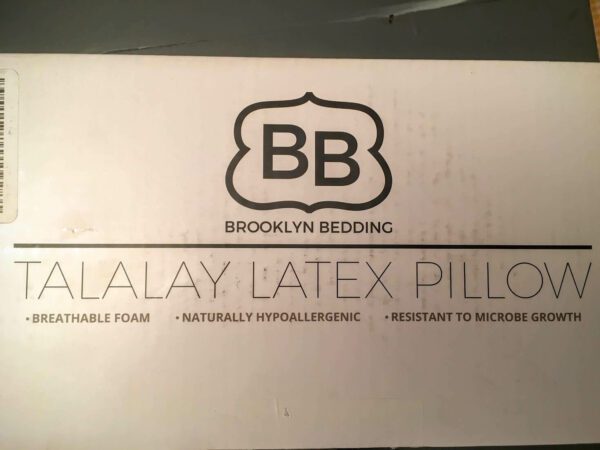 BB
BROOKLYN BEDDING
TALALAY LATEX PILLOW
• BREATHABLE FOAM • NATURALLY HYPOALLERGENIC • RESISTANT TO MICROBE GROWTH